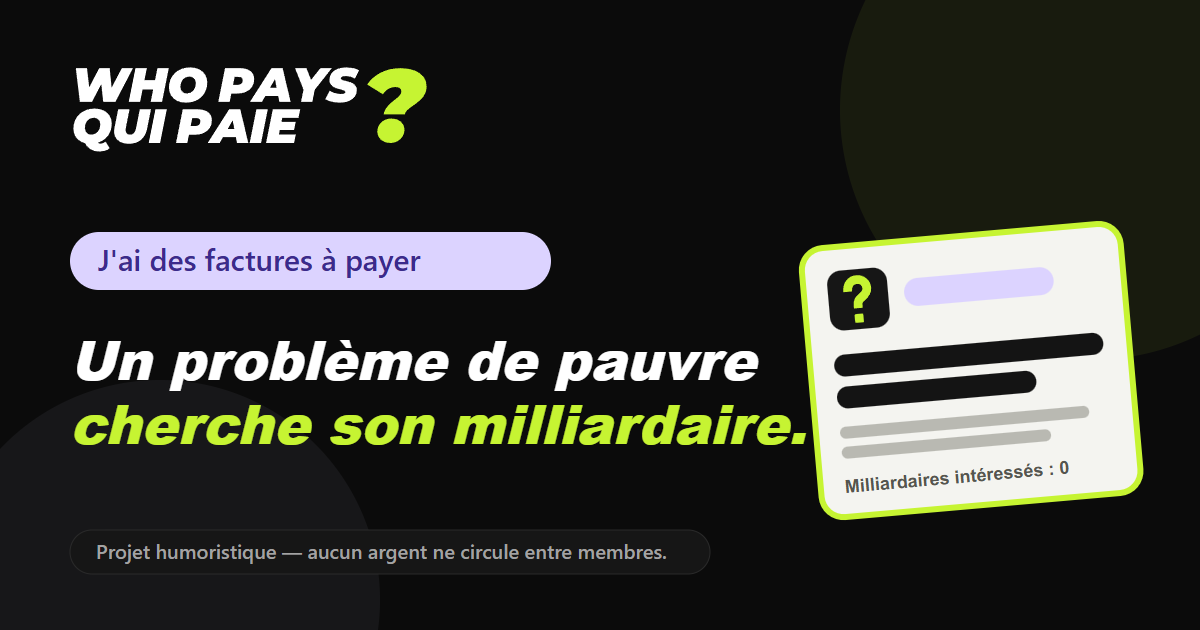 WHO PAYS
QUI PAIE ?
J'ai des factures à payer
Un problème de pauvre
cherche son milliardaire.
?
Milliardaires intéressés : 0
Projet humoristique — aucun argent ne circule entre membres.